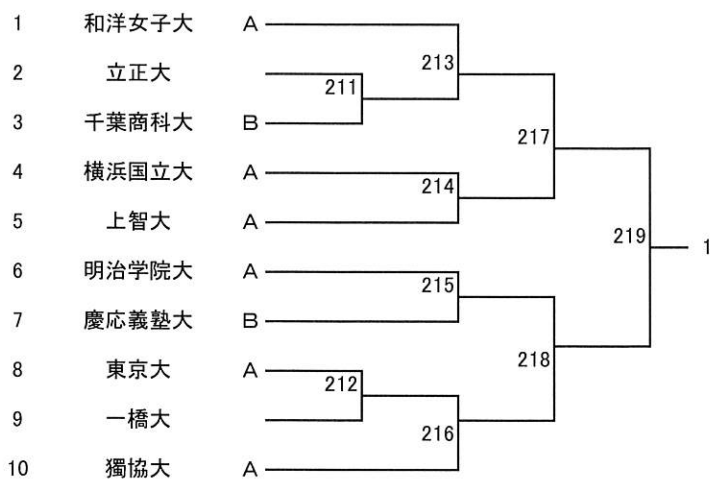 1 和洋女子大 A
213
2 立正大
211
3 千葉商科大 B
217
4 横浜国立大 A
214
5 上智大 A
219 1
6 明治学院大 A
215
7 慶応義塾大 B
218
8 東京大 A
212
9 一橋大
216
10 獨協大 A